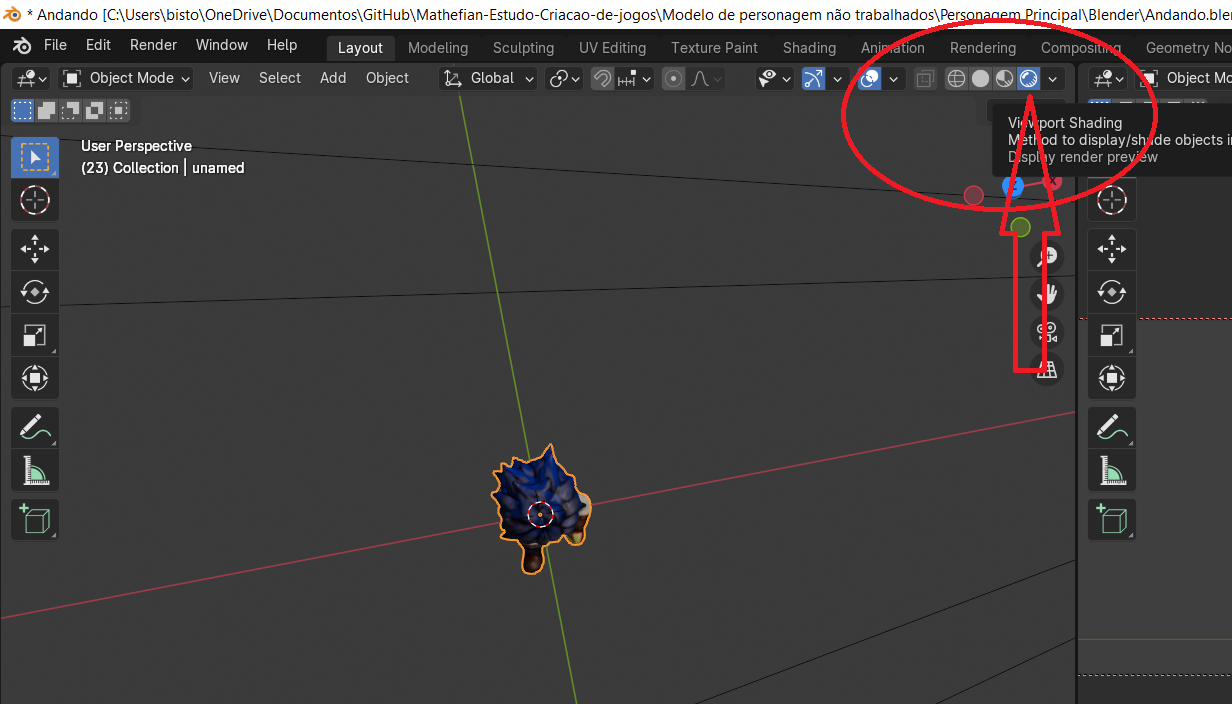 * Andando [C:\Users\bisto\OneDrive\Documentos\GitHub\Mathefian-Estudo-Criacao-de-jogos\Modelo de personagem não trabalhados\Personagem Principal\Blender\Andando.ble
File Edit Render Window Help Layout Modeling Sculpting UV Editing Texture Paint Shading Animation Rendering Compositing Geometry No
Object Mode View Select Add Object Global Object Mo
User Perspective
(23) Collection | unamed
Viewport Shading
Method to display/shade objects i
Display render preview
Z X